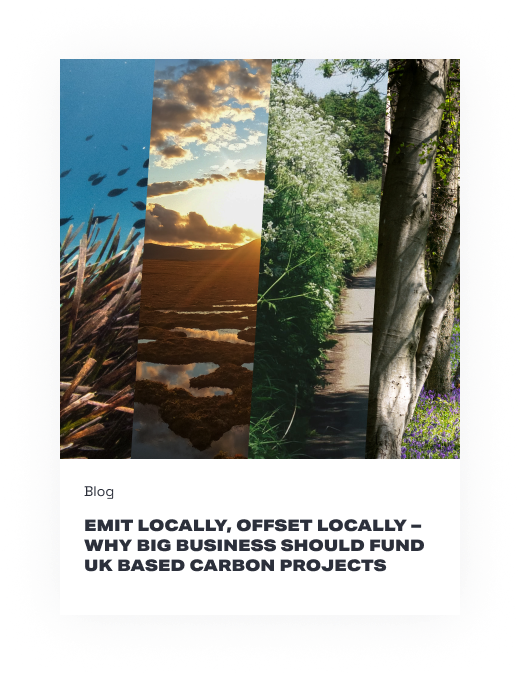 Blog
EMIT LOCALLY, OFFSET LOCALLY –
WHY BIG BUSINESS SHOULD FUND
UK BASED CARBON PROJECTS